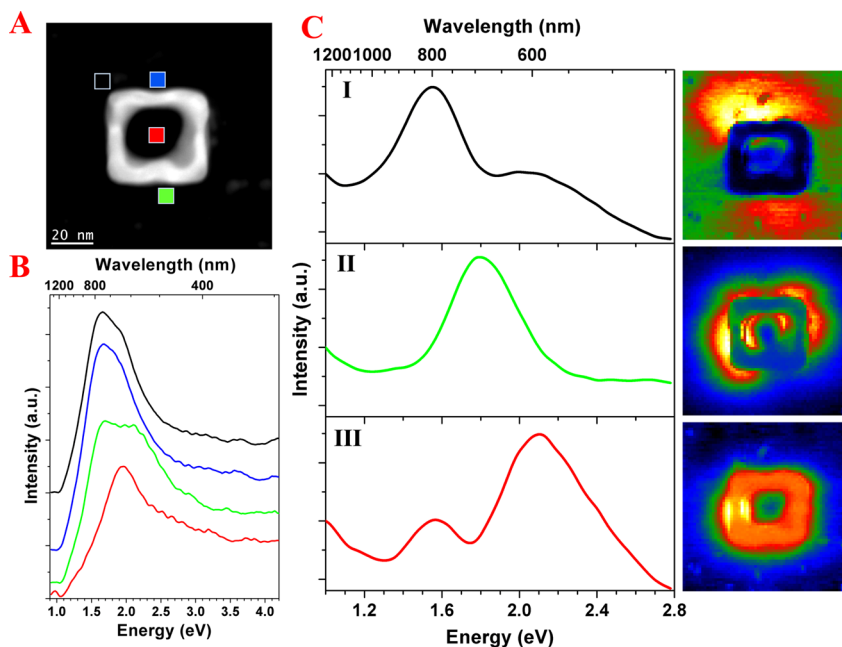 A
20 nm
B
Wavelength (nm)
1200 800 400
Intensity (a.u.)
1.0 1.5 2.0 2.5 3.0 3.5 4.0
Energy (eV)
C
Wavelength (nm)
1200 1000 800 600
I
II
III
Intensity (a.u.)
1.2 1.6 2.0 2.4 2.8
Energy (eV)